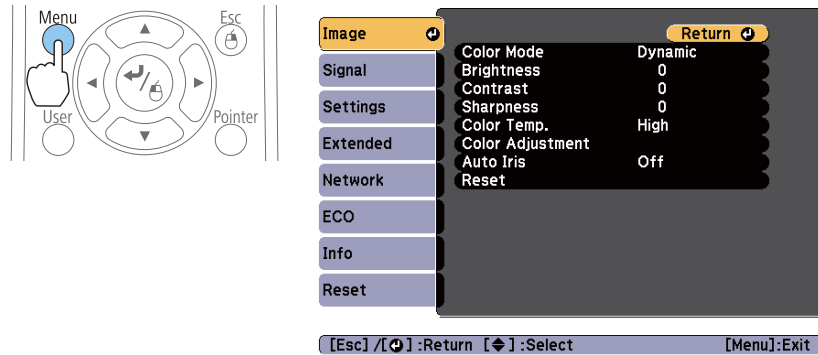 Menu
Esc
User
Pointer
Image
Signal
Settings
Extended
Network
ECO
Info
Reset
Return
Color Mode Dynamic
Brightness 0
Contrast 0
Sharpness 0
Color Temp. High
Color Adjustment
Auto Iris Off
Reset
[Esc] /[ ] :Return [ ] :Select [Menu]:Exit